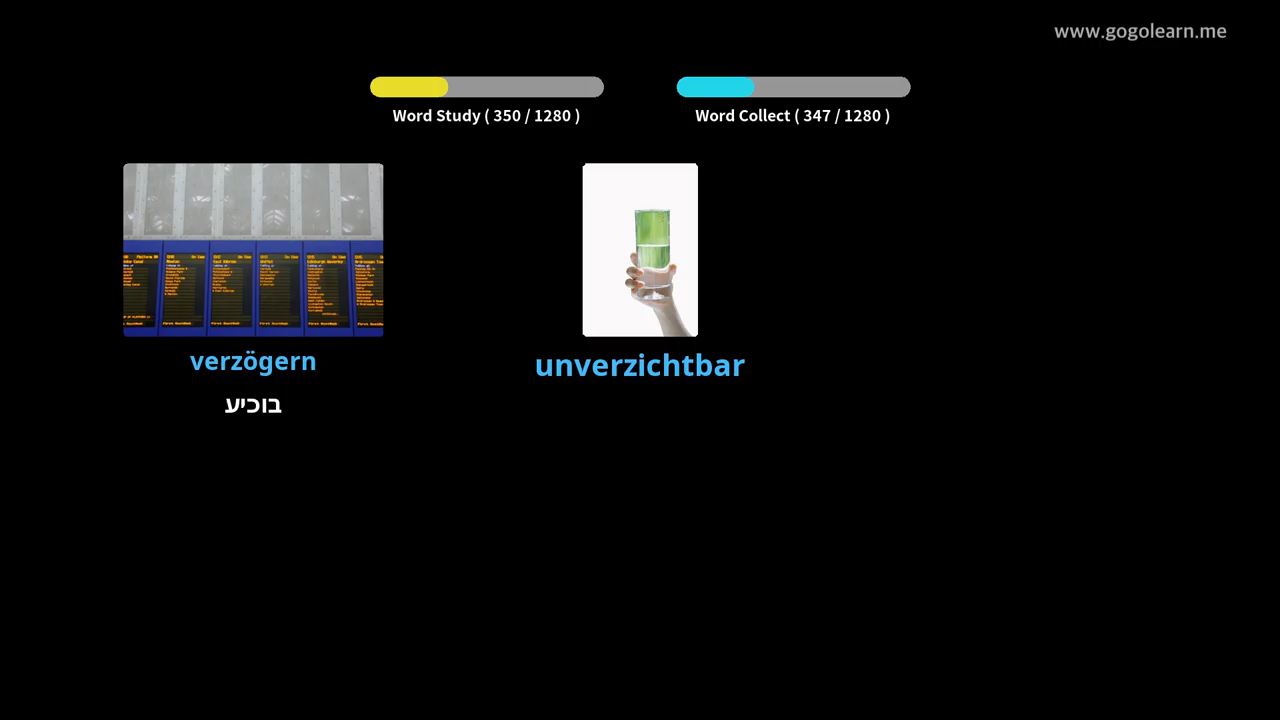 www.gogolearn.me
Word Study ( 350 / 1280 )
Word Collect ( 347 / 1280 )
verzögern
unverzichtbar
בוכיע